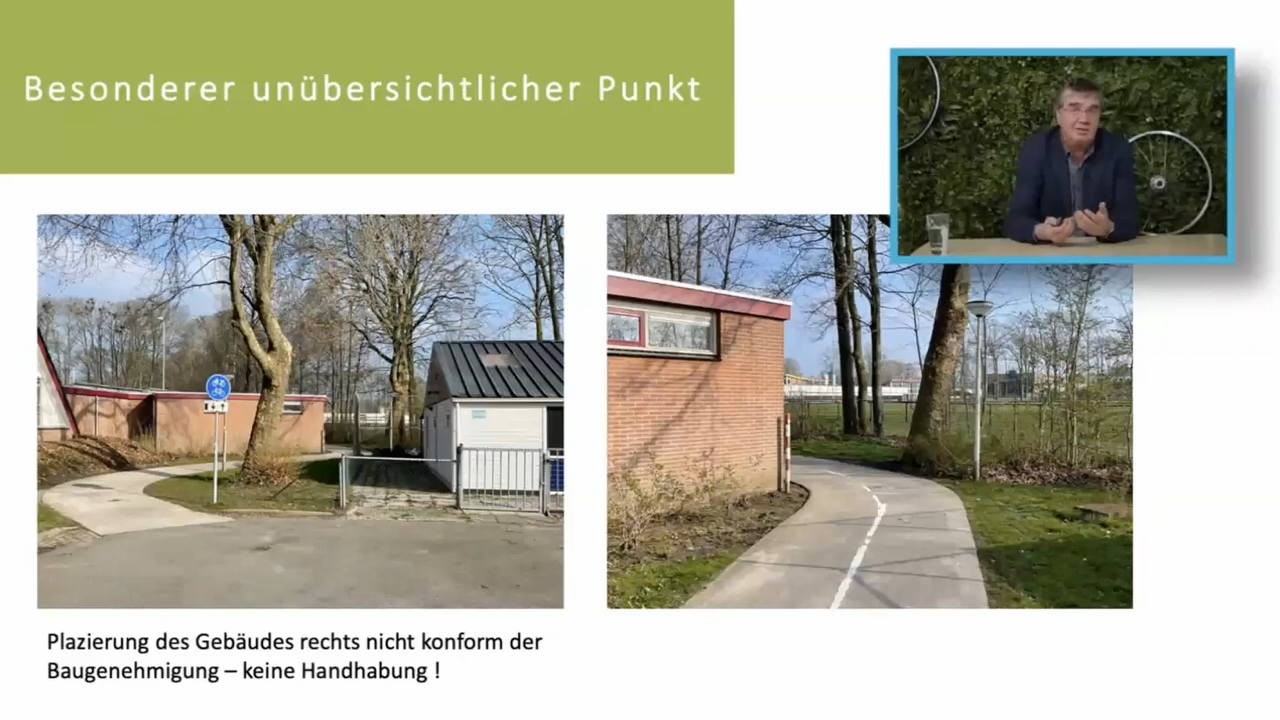 Besonderer unübersichtlicher Punkt
Plazierung des Gebäudes rechts nicht konform der
Baugenehmigung – keine Handhabung !